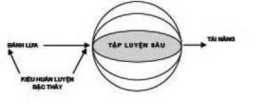 ĐÁNH LỬA
TẬP LUYỆN SÂU
TÀI NĂNG
KIỂU HUẤN LUYỆN
BẬC THẦY